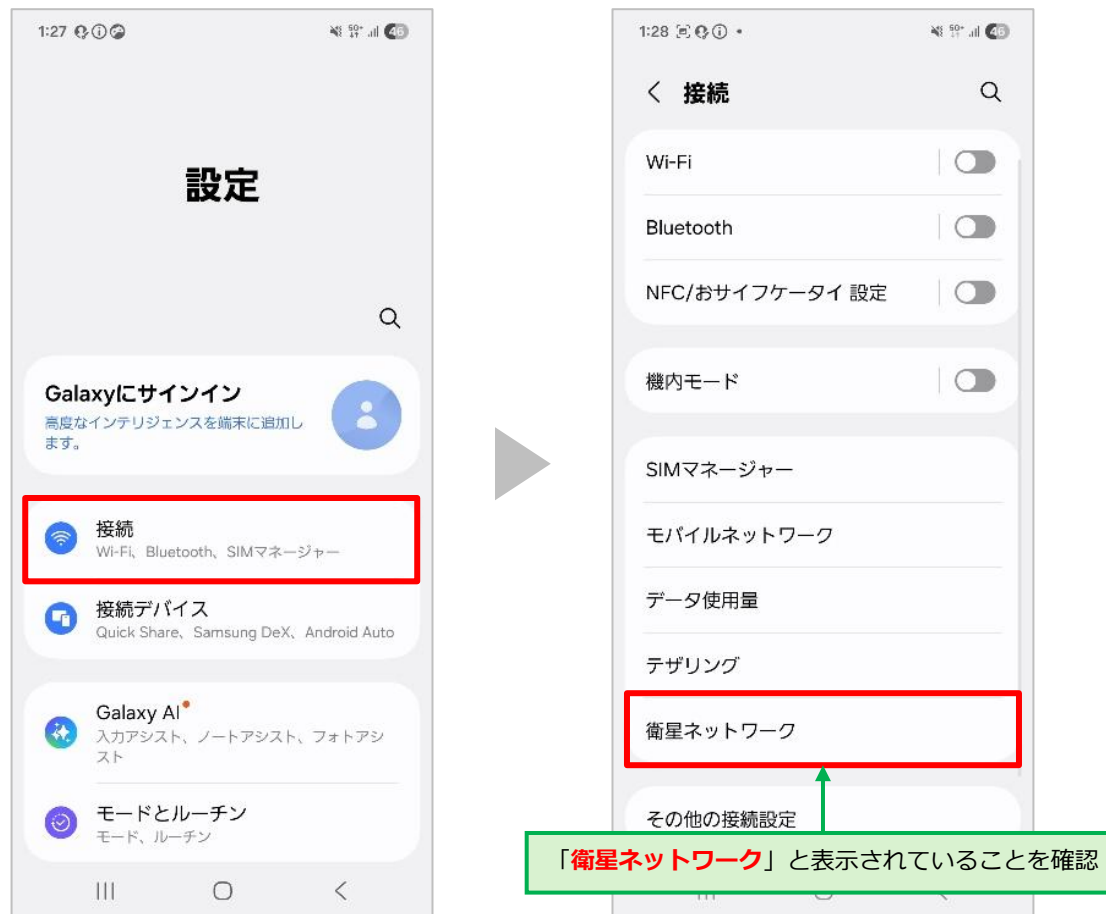 1:27
46
設定
Galaxyにサインイン
高度なインテリジェンスを端末に追加し
ます。
接続
Wi-Fi、Bluetooth、SIMマネージャー
接続デバイス
Quick Share、Samsung DeX、Android Auto
Galaxy AI
入力アシスト、ノートアシスト、フォトアシ
スト
モードとルーチン
モード、ルーチン
1:28
46
接続
Wi-Fi
Bluetooth
NFC/おサイフケータイ 設定
機内モード
SIMマネージャー
モバイルネットワーク
データ使用量
テザリング
衛星ネットワーク
その他の接続設定
「衛星ネットワーク」と表示されていることを確認